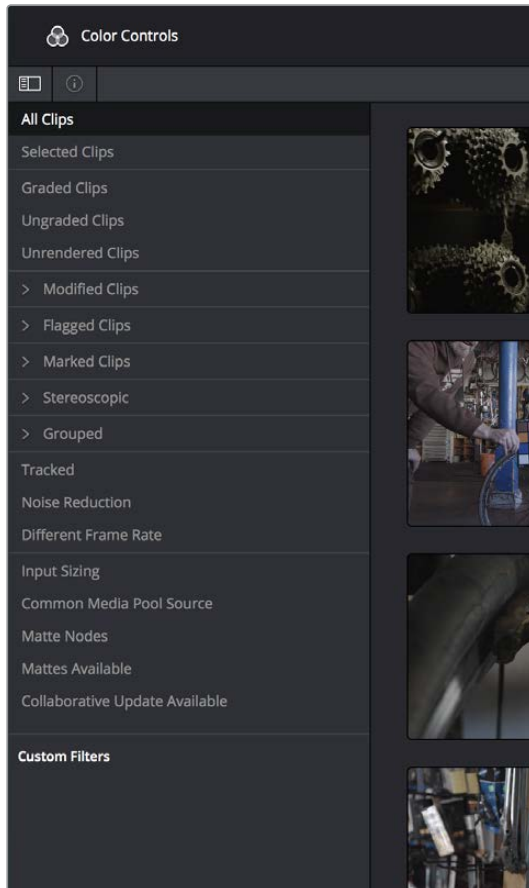 Color Controls
All Clips
Selected Clips
Graded Clips
Ungraded Clips
Unrendered Clips
Modified Clips
Flagged Clips
Marked Clips
Stereoscopic
Grouped
Tracked
Noise Reduction
Different Frame Rate
Input Sizing
Common Media Pool Source
Matte Nodes
Mattes Available
Collaborative Update Available
Custom Filters